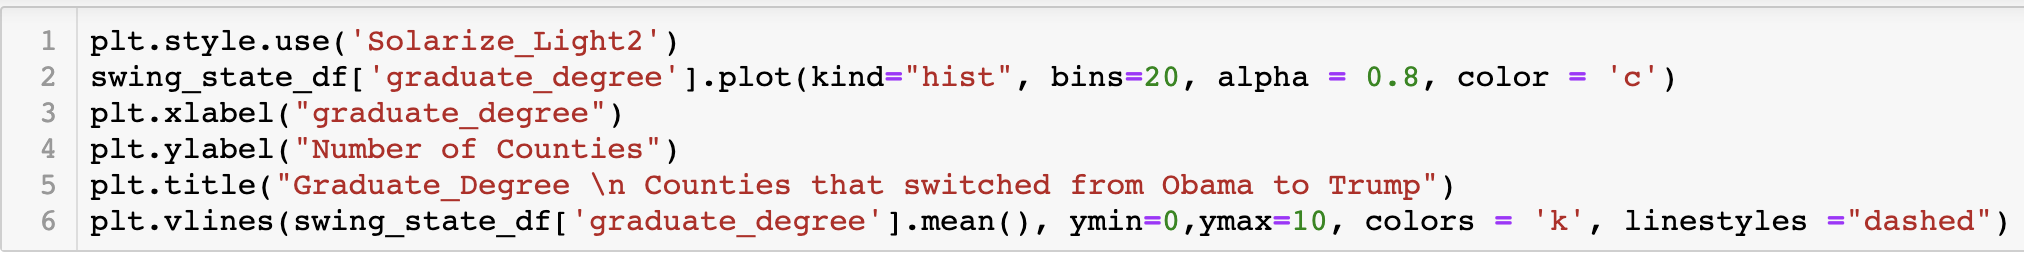 1 plt.style.use('Solarize_Light2')
2 swing_state_df['graduate_degree'].plot(kind="hist", bins=20, alpha = 0.8, color = 'c')
3 plt.xlabel("graduate_degree")
4 plt.ylabel("Number of Counties")
5 plt.title("Graduate_Degree \n Counties that switched from Obama to Trump")
6 plt.vlines(swing_state_df['graduate_degree'].mean(), ymin=0,ymax=10, colors = 'k', linestyles ="dashed")